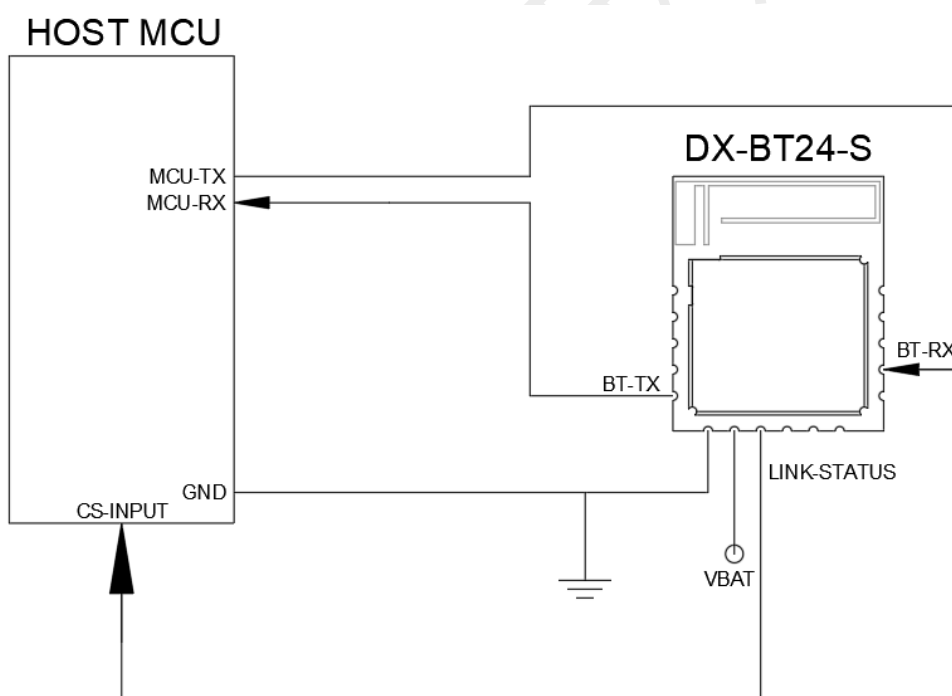 HOST MCU
DX-BT24-S
MCU-TX
MCU-RX
BT-RX
BT-TX
LINK-STATUS
GND
CS-INPUT
VBAT